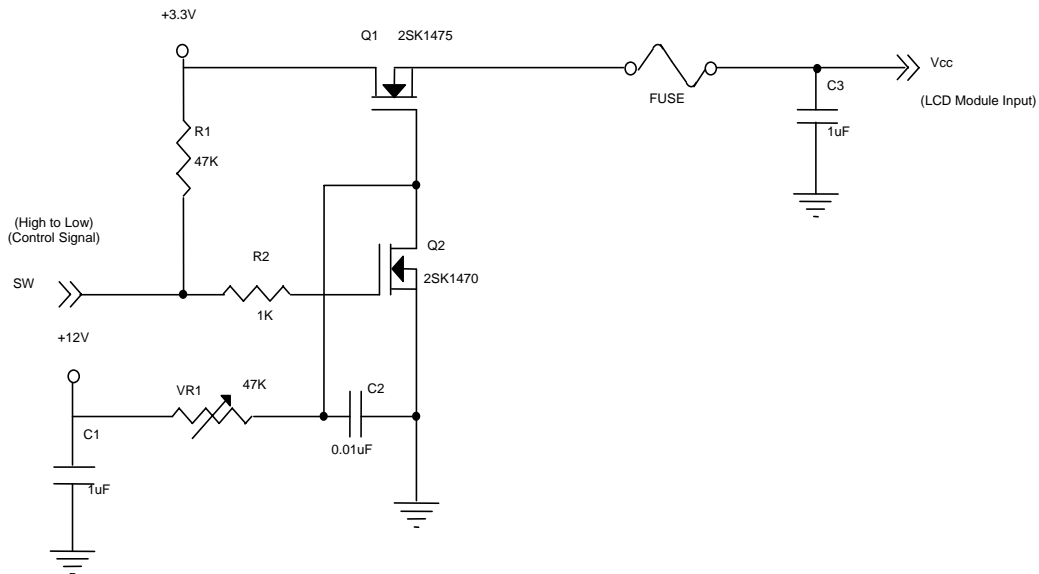 +3.3V
Q1 2SK1475
Vcc
(LCD Module Input)
FUSE
C3
1uF
R1
47K
(High to Low)
(Control Signal)
SW
R2
1K
Q2
2SK1470
+12V
VR1
47K
C2
0.01uF
C1
1uF